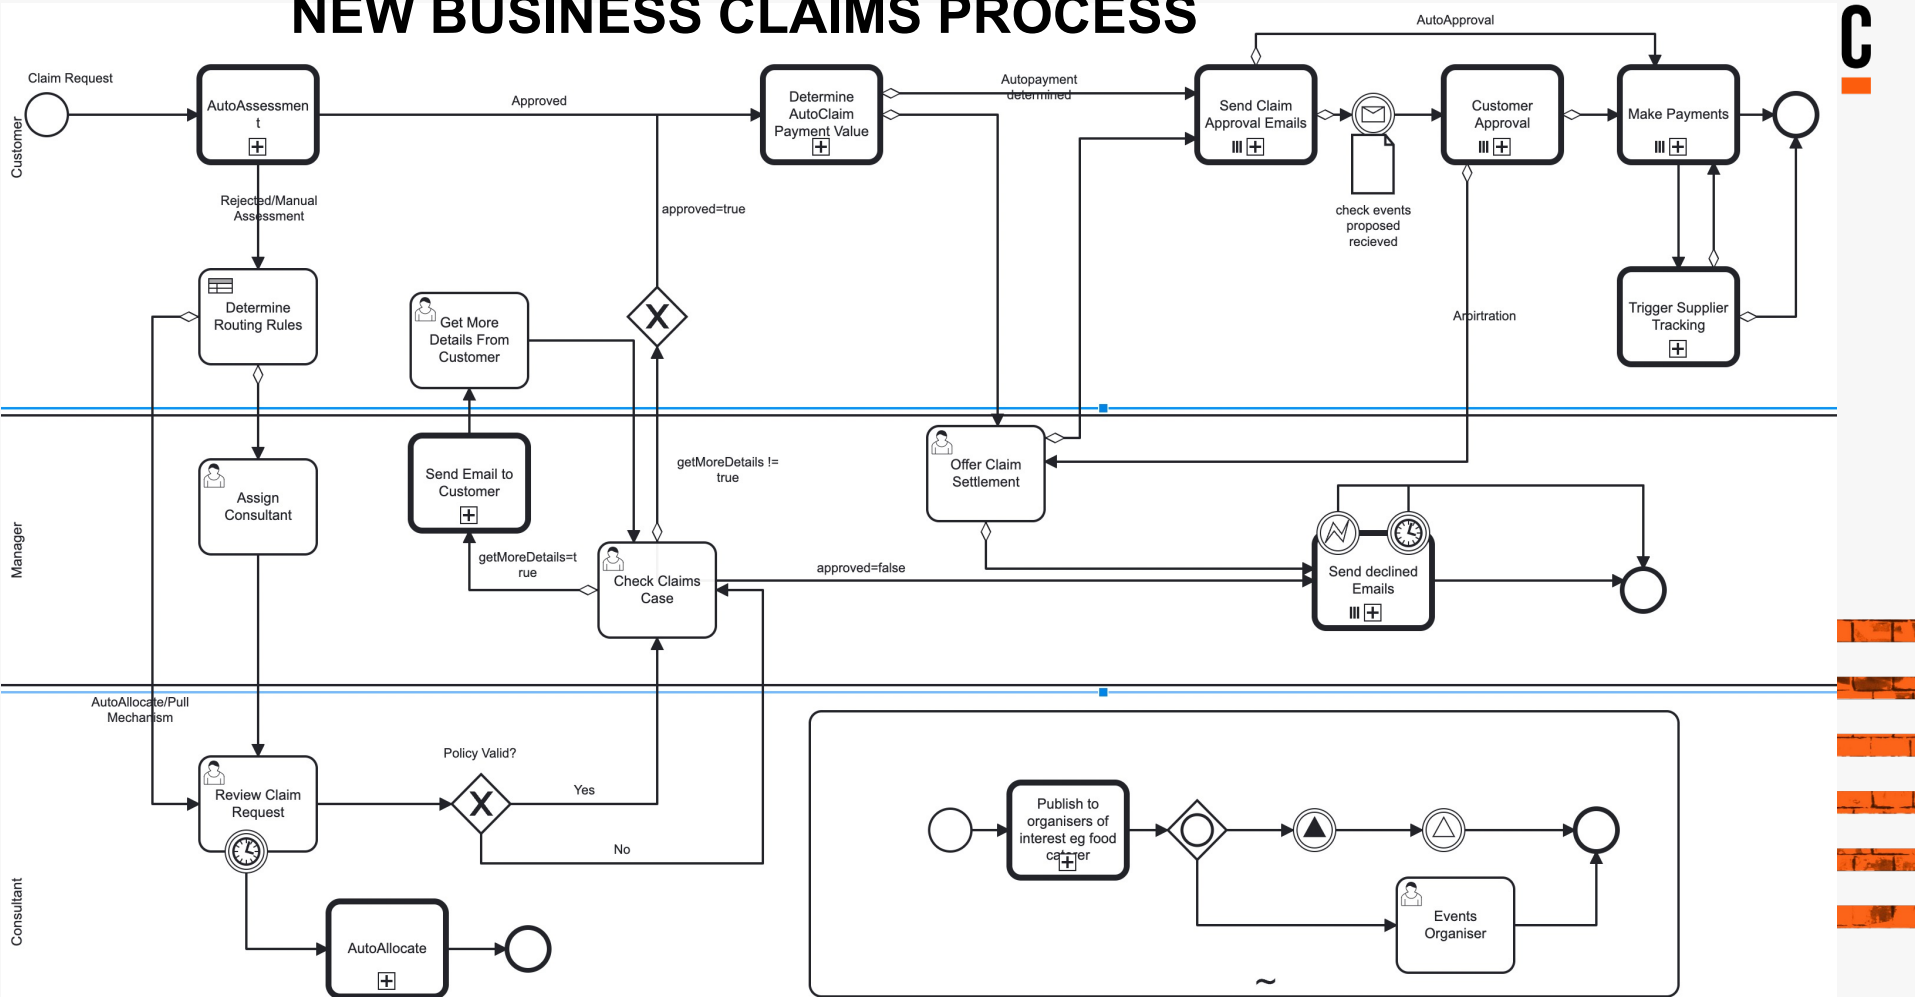 NEW BUSINESS CLAIMS PROCESS
C
AutoApproval
Claim Request
Customer
AutoAssessmen
t
Approved
Determine
AutoClaim
Payment Value
Autopayment
determined
Send Claim
Approval Emails
Customer
Approval
Make Payments
check events
proposed
recieved
Rejected/Manual
Assessment
approved=true
Determine
Routing Rules
Get More
Details From
Customer
X
Arbirtration
Trigger Supplier
Tracking
Manager
Assign
Consultant
Send Email to
Customer
getMoreDetails !=
true
Offer Claim
Settlement
getMoreDetails=t
rue
Check Claims
Case
approved=false
Send declined
Emails
AutoAllocate/Pull
Mechanism
Consultant
Review Claim
Request
Policy Valid?
X
Yes
No
AutoAllocate
Publish to
organisers of
interest eg food
caterer
Events
Organiser
~